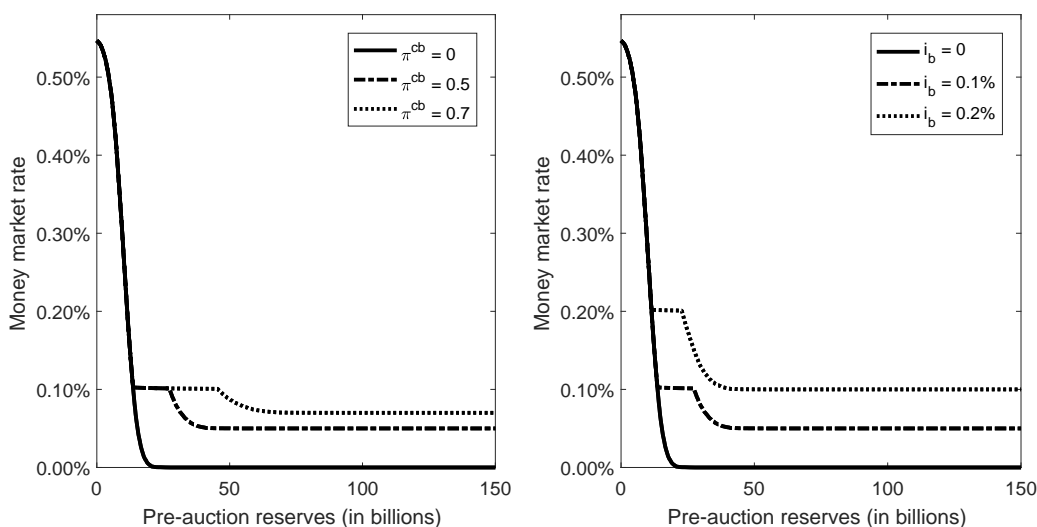 0.50%
0.40%
0.30%
0.20%
0.10%
0.00%
Money market rate
0 50 100 150
Pre-auction reserves (in billions)
π^cb = 0
π^cb = 0.5
π^cb = 0.7
0.50%
0.40%
0.30%
0.20%
0.10%
0.00%
Money market rate
0 50 100 150
Pre-auction reserves (in billions)
i_b = 0
i_b = 0.1%
i_b = 0.2%